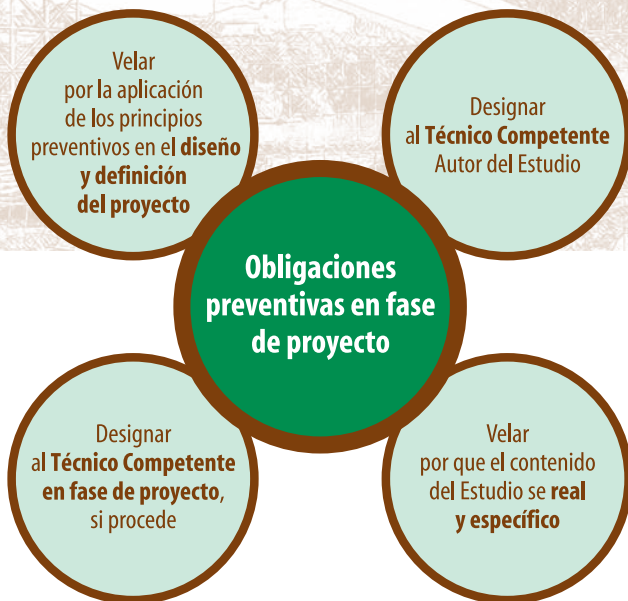 Velar
por la aplicación
de los principios
preventivos en el diseño
y definición
del proyecto
Designar
al Técnico Competente
Autor del Estudio
Obligaciones
preventivas en fase
de proyecto
Designar
al Técnico Competente
en fase de proyecto,
si procede
Velar
por que el contenido
del Estudio se real
y específico